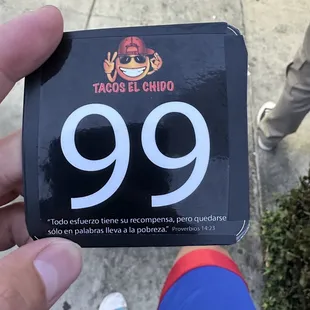 TACOS EL CHIDO
99
“Todo esfuerzo tiene su recompensa, pero quedarse
sólo en palabras lleva a la pobreza.” Proverbios 14:23